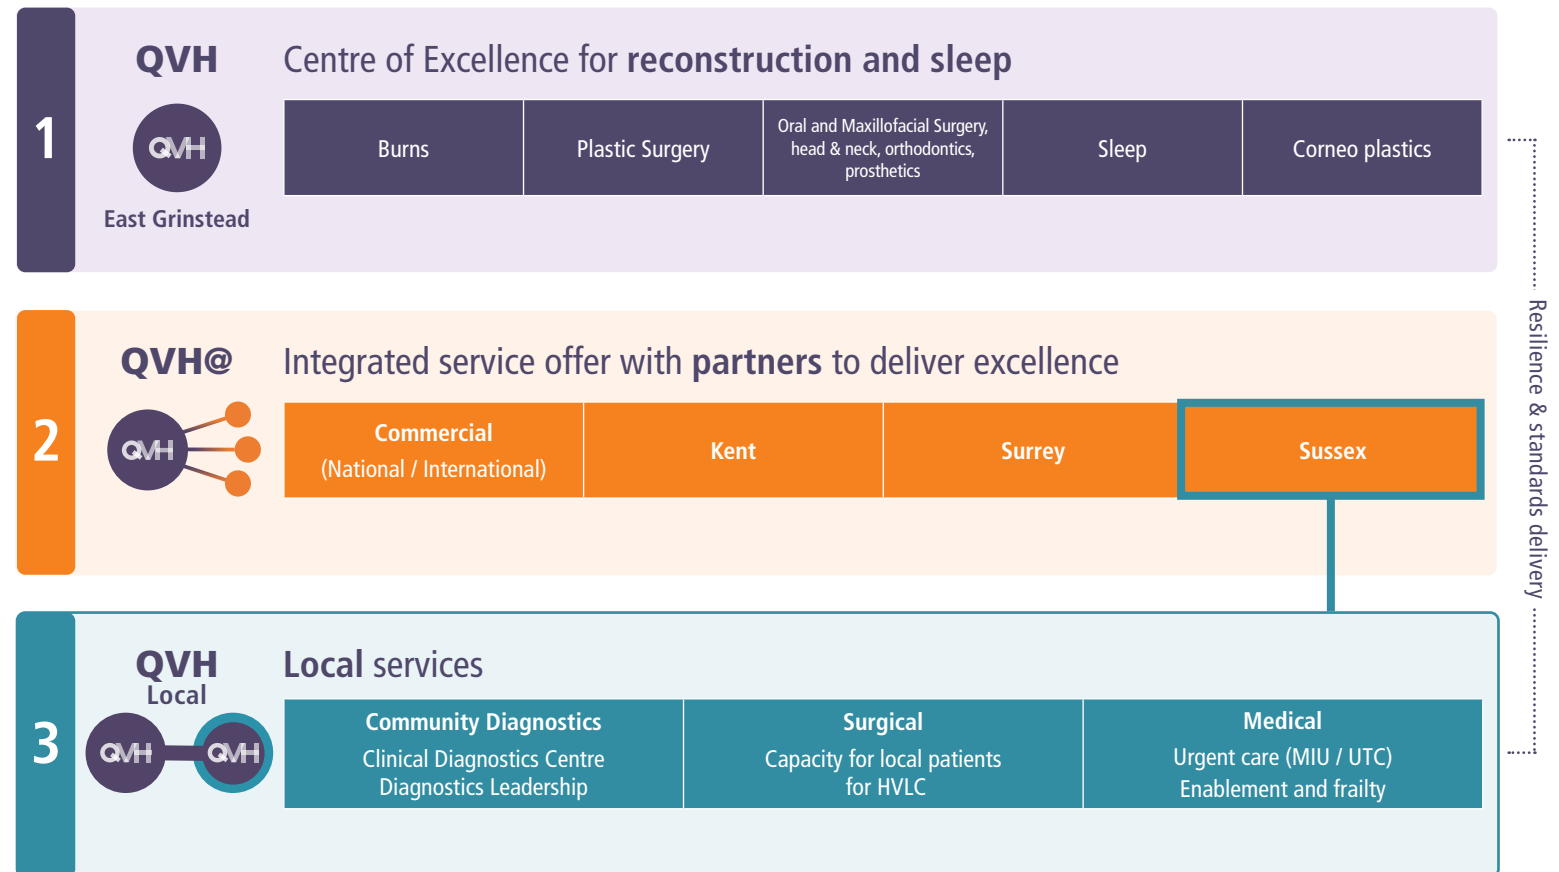 1
QVH
Centre of Excellence for reconstruction and sleep
QVH
East Grinstead
Burns
Plastic Surgery
Oral and Maxillofacial Surgery,
head & neck, orthodontics,
prosthetics
Sleep
Corneo plastics
2
QVH@
Integrated service offer with partners to deliver excellence
QVH
Commercial
(National / International)
Kent
Surrey
Sussex
3
QVH
Local
Local services
QVH
QVH
Community Diagnostics
Clinical Diagnostics Centre
Diagnostics Leadership
Surgical
Capacity for local patients
for HVLC
Medical
Urgent care (MIU / UTC)
Enablement and frailty
Resilience & standards delivery